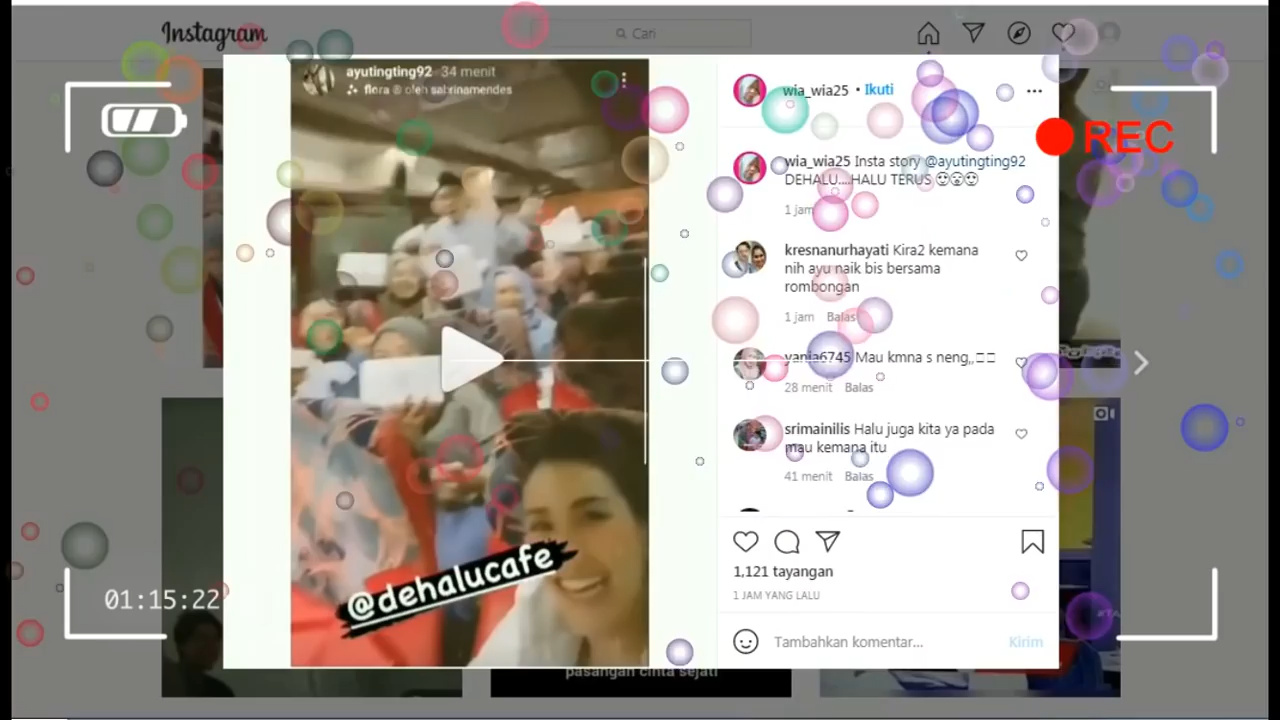 Instagram
Cari
ayutingting92 34 menit
flora ® oleh sabrinamendes
@dehalucafe
wia_wia25 • Ikuti
REC
wia_wia25 Insta story @ayutingting92
DEHALU....HALU TERUS
1 jam
kresnanurhayati Kira2 kemana
nih ayu naik bis bersama
rombongan
1 jam Balas
yania6745 Mau kmna s neng,,
28 menit Balas
srimainilis Halu juga kita ya pada
mau kemana itu
41 menit Balas
1,121 tayangan
1 JAM YANG LALU
Tambahkan komentar... Kirim
01:15:22
pasangan cinta sejati